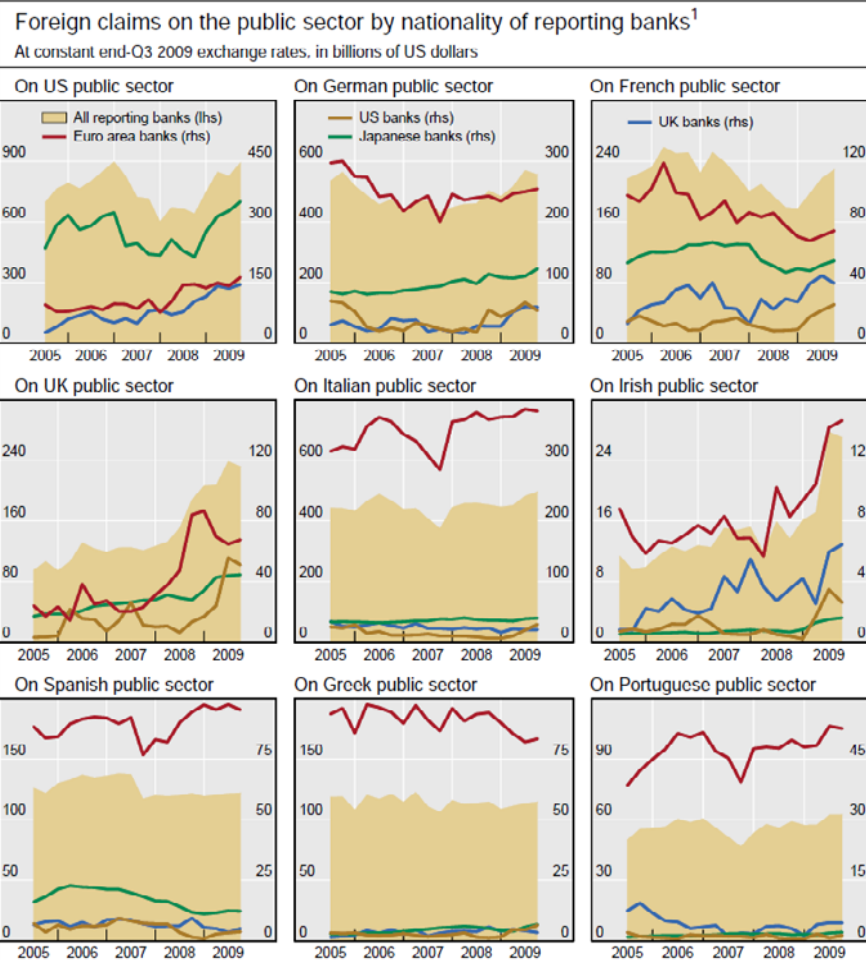 Foreign claims on the public sector by nationality of reporting banks1
At constant end-Q3 2009 exchange rates, in billions of US dollars
On US public sector
On German public sector
On French public sector
All reporting banks (lhs)
Euro area banks (rhs)
US banks (rhs)
Japanese banks (rhs)
UK banks (rhs)
900 450 600 300 240 120
600 300 400 200 160 80
300 150 200 100 80 40
0 0 0 0 0 0
2005 2006 2007 2008 2009 2005 2006 2007 2008 2009 2005 2006 2007 2008 2009
On UK public sector
On Italian public sector
On Irish public sector
240 120 600 300 24 12
160 80 400 200 16 8
80 40 200 100 8 4
0 0 0 0 0 0
2005 2006 2007 2008 2009 2005 2006 2007 2008 2009 2005 2006 2007 2008 2009
On Spanish public sector
On Greek public sector
On Portuguese public sector
150 75 150 75 90 45
100 50 100 50 60 30
50 25 50 25 30 15
0 0 0 0 0 0
2005 2006 2007 2008 2009 2005 2006 2007 2008 2009 2005 2006 2007 2008 2009